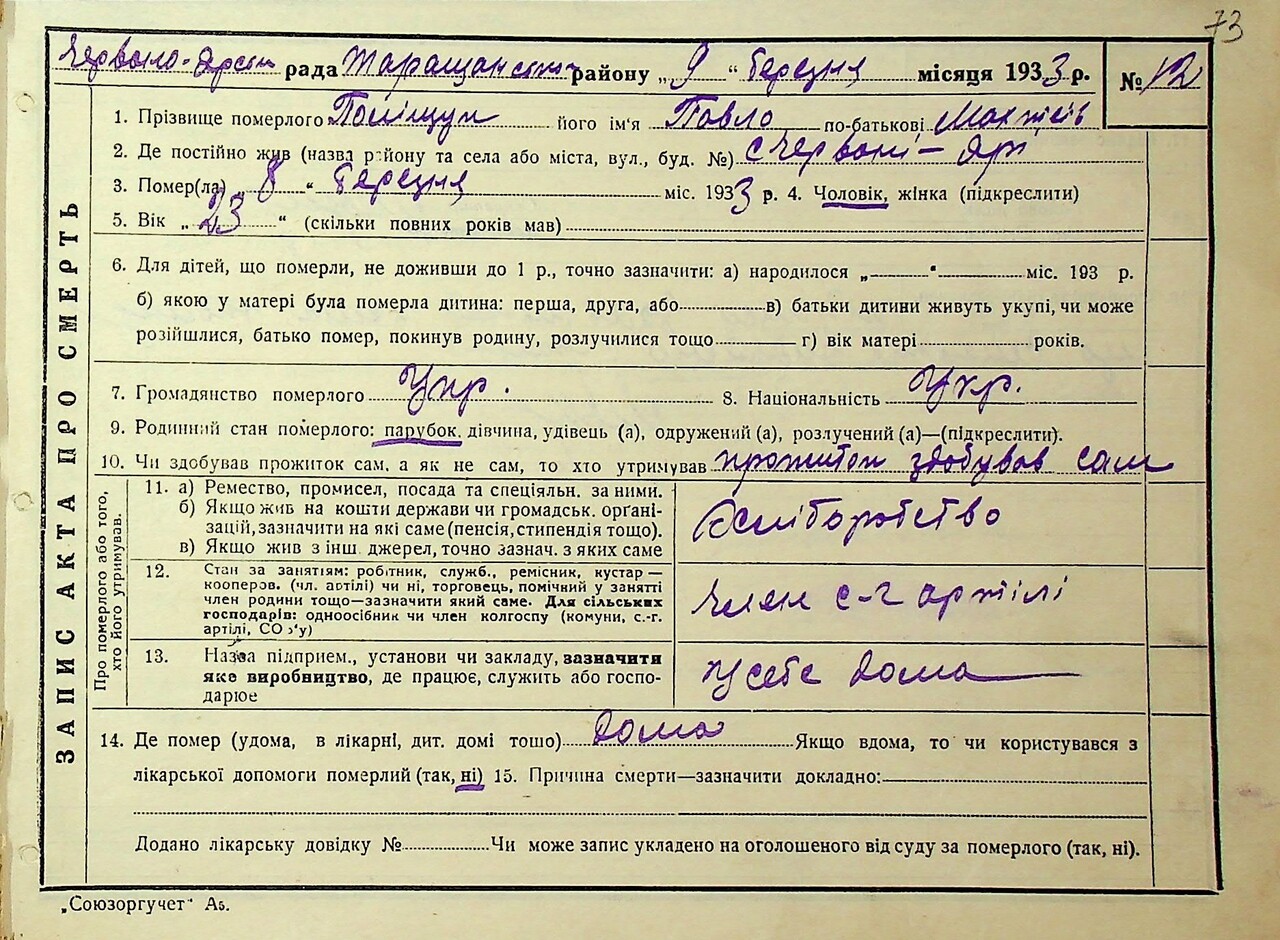 73
Червоно-Ярська рада Таращанського району „ 9 “ березня місяця 1933 р. № 12
1. Прізвище померлого Поліщук його ім'я Павло по-батькові
2. Де постійно жив (назва району та села або міста, вул., буд. №) с Червоні-Яр
3. Помер(ла) „ 8 “ березня міс. 1933 р. 4. Чоловік, жінка (підкреслити)
5. Вік „ 23 “ (скільки повних років мав)
6. Для дітей, що померли, не доживши до 1 р., точно зазначити: а) народилося „ “ міс. 193 р.
б) якою у матері була померла дитина: перша, друга, або в) батьки дитини живуть укупі, чи може
розійшлися, батько помер, покинув родину, розлучилися тощо г) вік матері років.
7. Громадянство померлого Укр. 8. Національність Укр.
9. Родинний стан померлого: парубок, дівчина, удівець (а), одружений (а), розлучений (а)—(підкреслити).
10. Чи здобував прожиток сам, а як не сам, то хто утримував прожиток здобував сам
ЗАПИС АКТА ПРО СМЕРТЬ
Про померлого або того,
хто його утримував.
11. а) Ремество, промисел, посада та спеціяльн. за ними.
б) Якщо жив на кошти держави чи громадськ. органі-
зацій, зазначити на які саме (пенсія, стипендія тощо).
в) Якщо жив з інш. джерел, точно зазнач. з яких саме
хліборобство
12. Стан за занятям: робітник, служб., ремісник, кустар—
кооперов. (чл. артілі) чи ні, торговець, помічний у занятті
член родини тощо—зазначити який саме. Для сільських
господарів: одноосібник чи член колгоспу (комуни, с.-г.
артілі, СО з'у)
член с-г артілі
13. Назва підприєм., установи чи закладу, зазначити
яке виробництво, де працює, служить або госпо-
дарює
у себе дома
14. Де помер (удома, в лікарні, дит. домі тощо) дома Якщо вдома, то чи користувався з
лікарської допомоги померлий (так, ні) 15. Причина смерти—зазначити докладно:
Додано лікарську довідку № Чи може запис укладено на оголошеного від суду за померлого (так, ні).
„Союзоргучет“ А5.